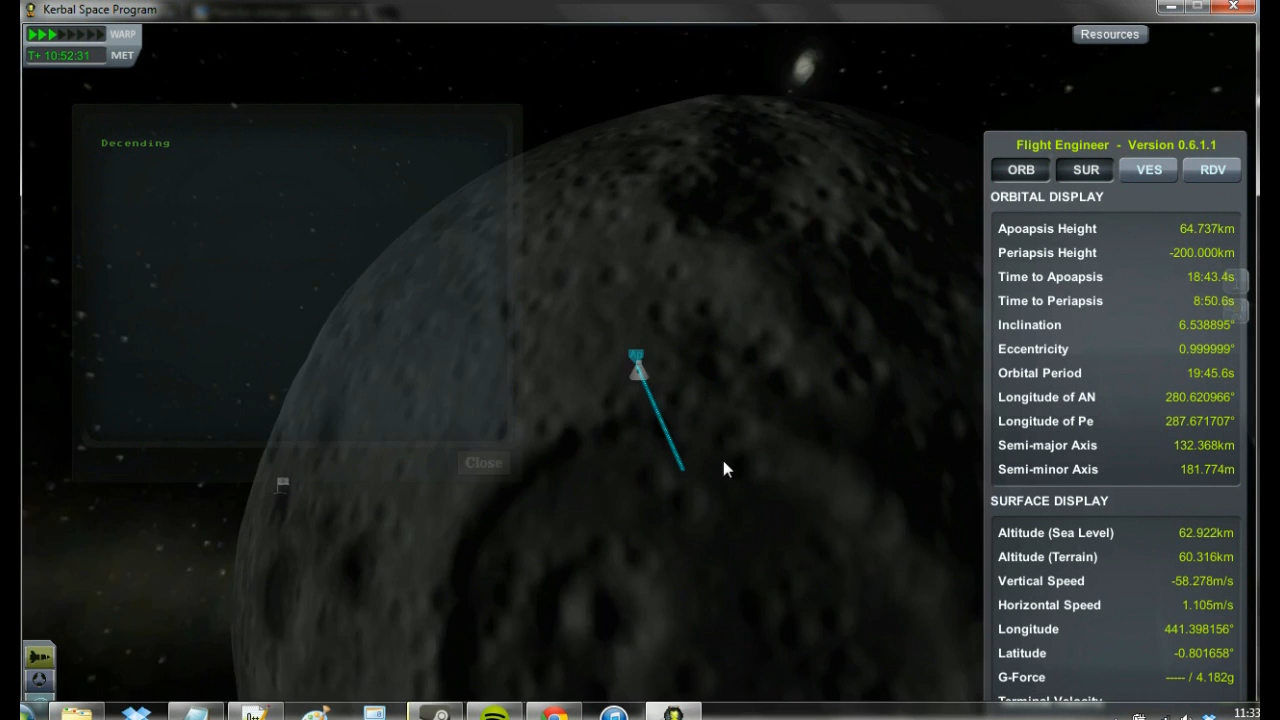 Kerbal Space Program
WARP
T+ 10:52:31 MET
Resources
Decending
Close
Ap
Flight Engineer - Version 0.6.1.1
ORB SUR VES RDV
ORBITAL DISPLAY
Apoapsis Height 64.737km
Periapsis Height -200.000km
Time to Apoapsis 18:43.4s
Time to Periapsis 8:50.6s
Inclination 6.538895°
Eccentricity 0.999999°
Orbital Period 19:45.6s
Longitude of AN 280.620966°
Longitude of Pe 287.671707°
Semi-major Axis 132.368km
Semi-minor Axis 181.774m
SURFACE DISPLAY
Altitude (Sea Level) 62.922km
Altitude (Terrain) 60.316km
Vertical Speed -58.278m/s
Horizontal Speed 1.105m/s
Longitude 441.398156°
Latitude -0.801658°
G-Force ----- / 4.182g
Terminal Velocity
11:33